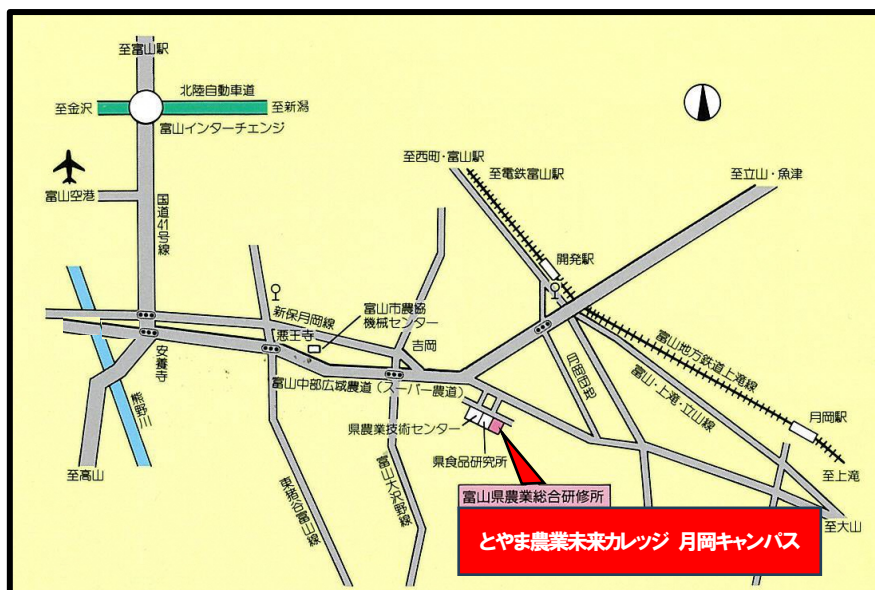 至富山駅
北陸自動車道
至金沢
至新潟
富山インターチェンジ
富山空港
国道41号線
至西町・富山駅
至電鉄富山駅
至立山・魚津
開発駅
新保月岡線
富山市農協
機械センター
悪王寺
吉岡
安養寺
富山中部広域農道(スーパー農道)
富山地方鉄道上滝線
富山・上滝・立山線
月岡駅
熊野川
県農業技術センター
県食品研究所
至高山
東猪谷富山線
富山大沢野線
至上滝
富山県農業総合研修所
至大山
とやま農業未来カレッジ 月岡キャンパス